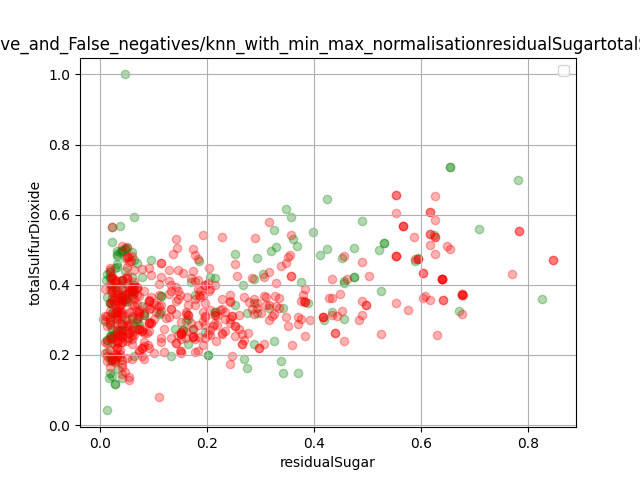 ve_and_False_negatives/knn_with_min_max_normalisationresidualSugartotalS
1.0
0.8
0.6
0.4
0.2
0.0
totalSulfurDioxide
0.0 0.2 0.4 0.6 0.8
residualSugar